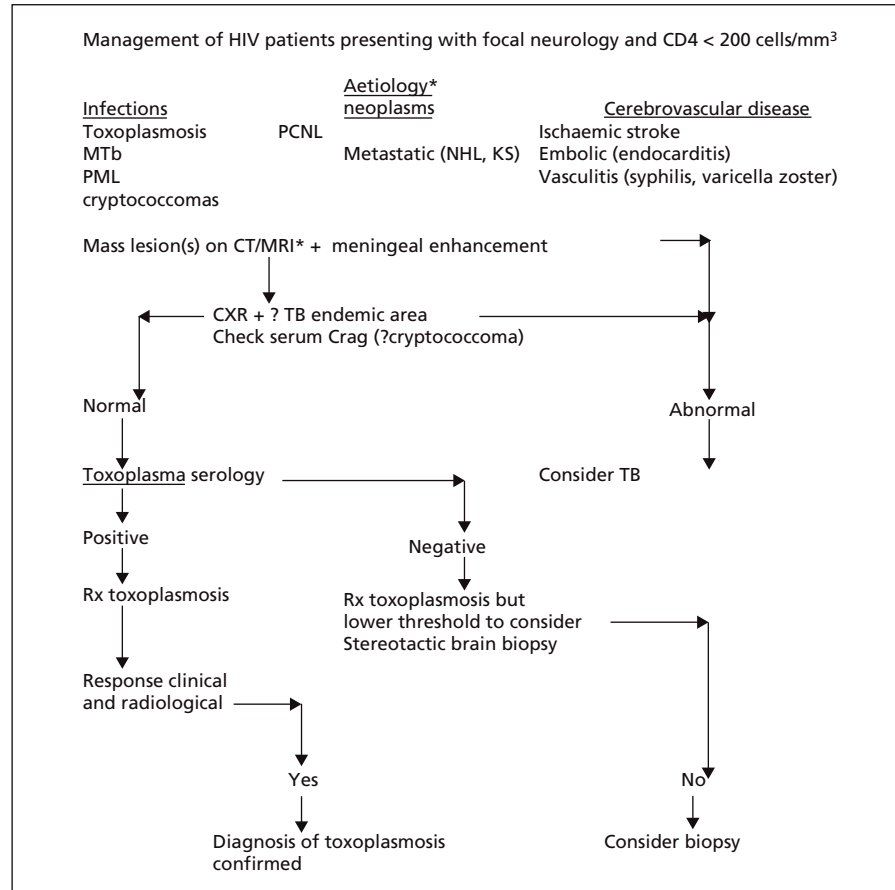 Management of HIV patients presenting with focal neurology and CD4 < 200 cells/mm³
Aetiology*
Infections neoplasms Cerebrovascular disease
Toxoplasmosis PCNL Ischaemic stroke
MTb Metastatic (NHL, KS) Embolic (endocarditis)
PML Vasculitis (syphilis, varicella zoster)
cryptococcomas
Mass lesion(s) on CT/MRI* + meningeal enhancement
CXR + ? TB endemic area
Check serum Crag (?cryptococcoma)
Normal Abnormal
Toxoplasma serology Consider TB
Positive Negative
Rx toxoplasmosis
Rx toxoplasmosis but
lower threshold to consider
Stereotactic brain biopsy
Response clinical
and radiological
Yes No
Diagnosis of toxoplasmosis
confirmed
Consider biopsy